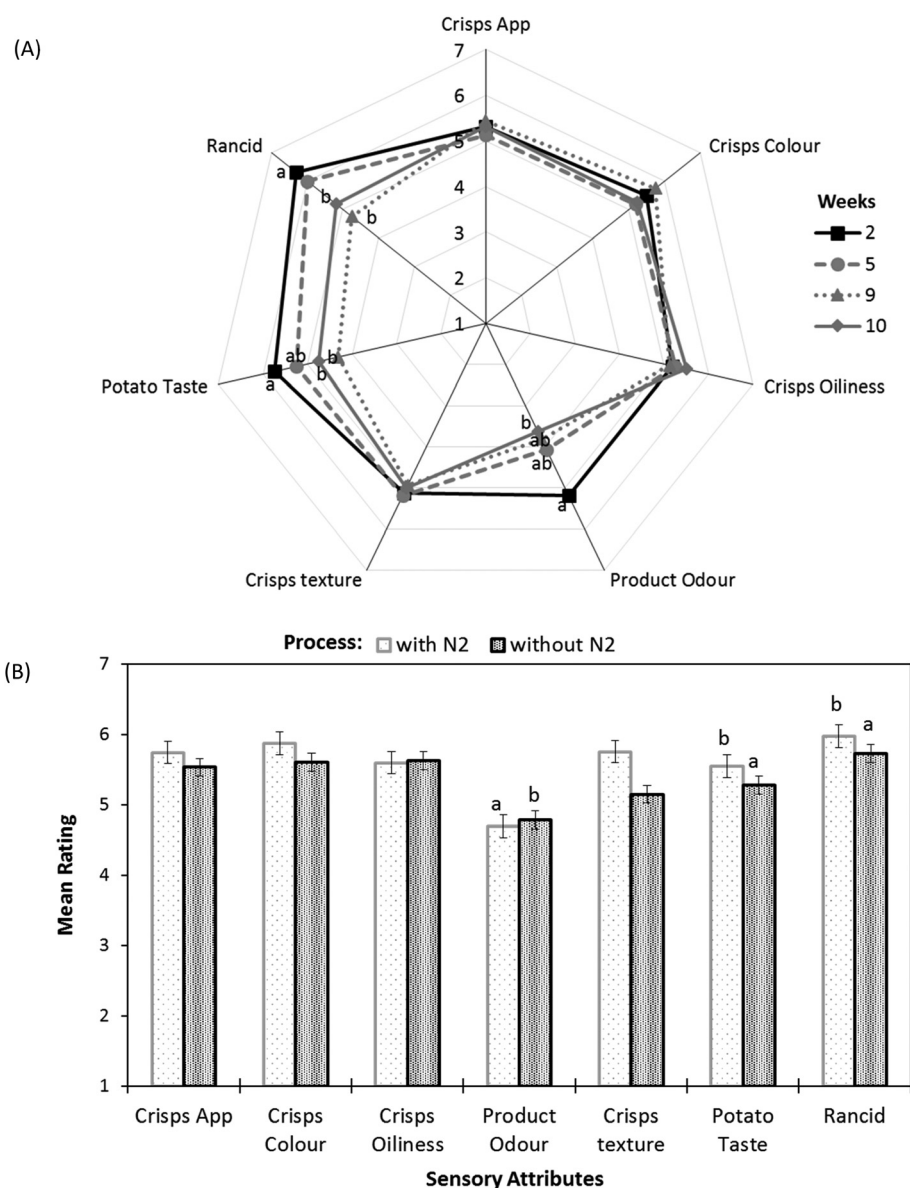 (A)
Crisps App
7
6
5
4
3
2
1
Rancid
Crisps Colour
a
b
b
Weeks
2
5
9
10
Potato Taste
ab
b
a
b
Crisps Oiliness
b
ab
ab
a
Crisps texture
Product Odour
Process: with N2 without N2
(B)
7
6
5
4
3
2
1
Mean Rating
a b
b a
b a
Crisps App
Crisps Colour
Crisps Oiliness
Product Odour
Crisps texture
Potato Taste
Rancid
Sensory Attributes